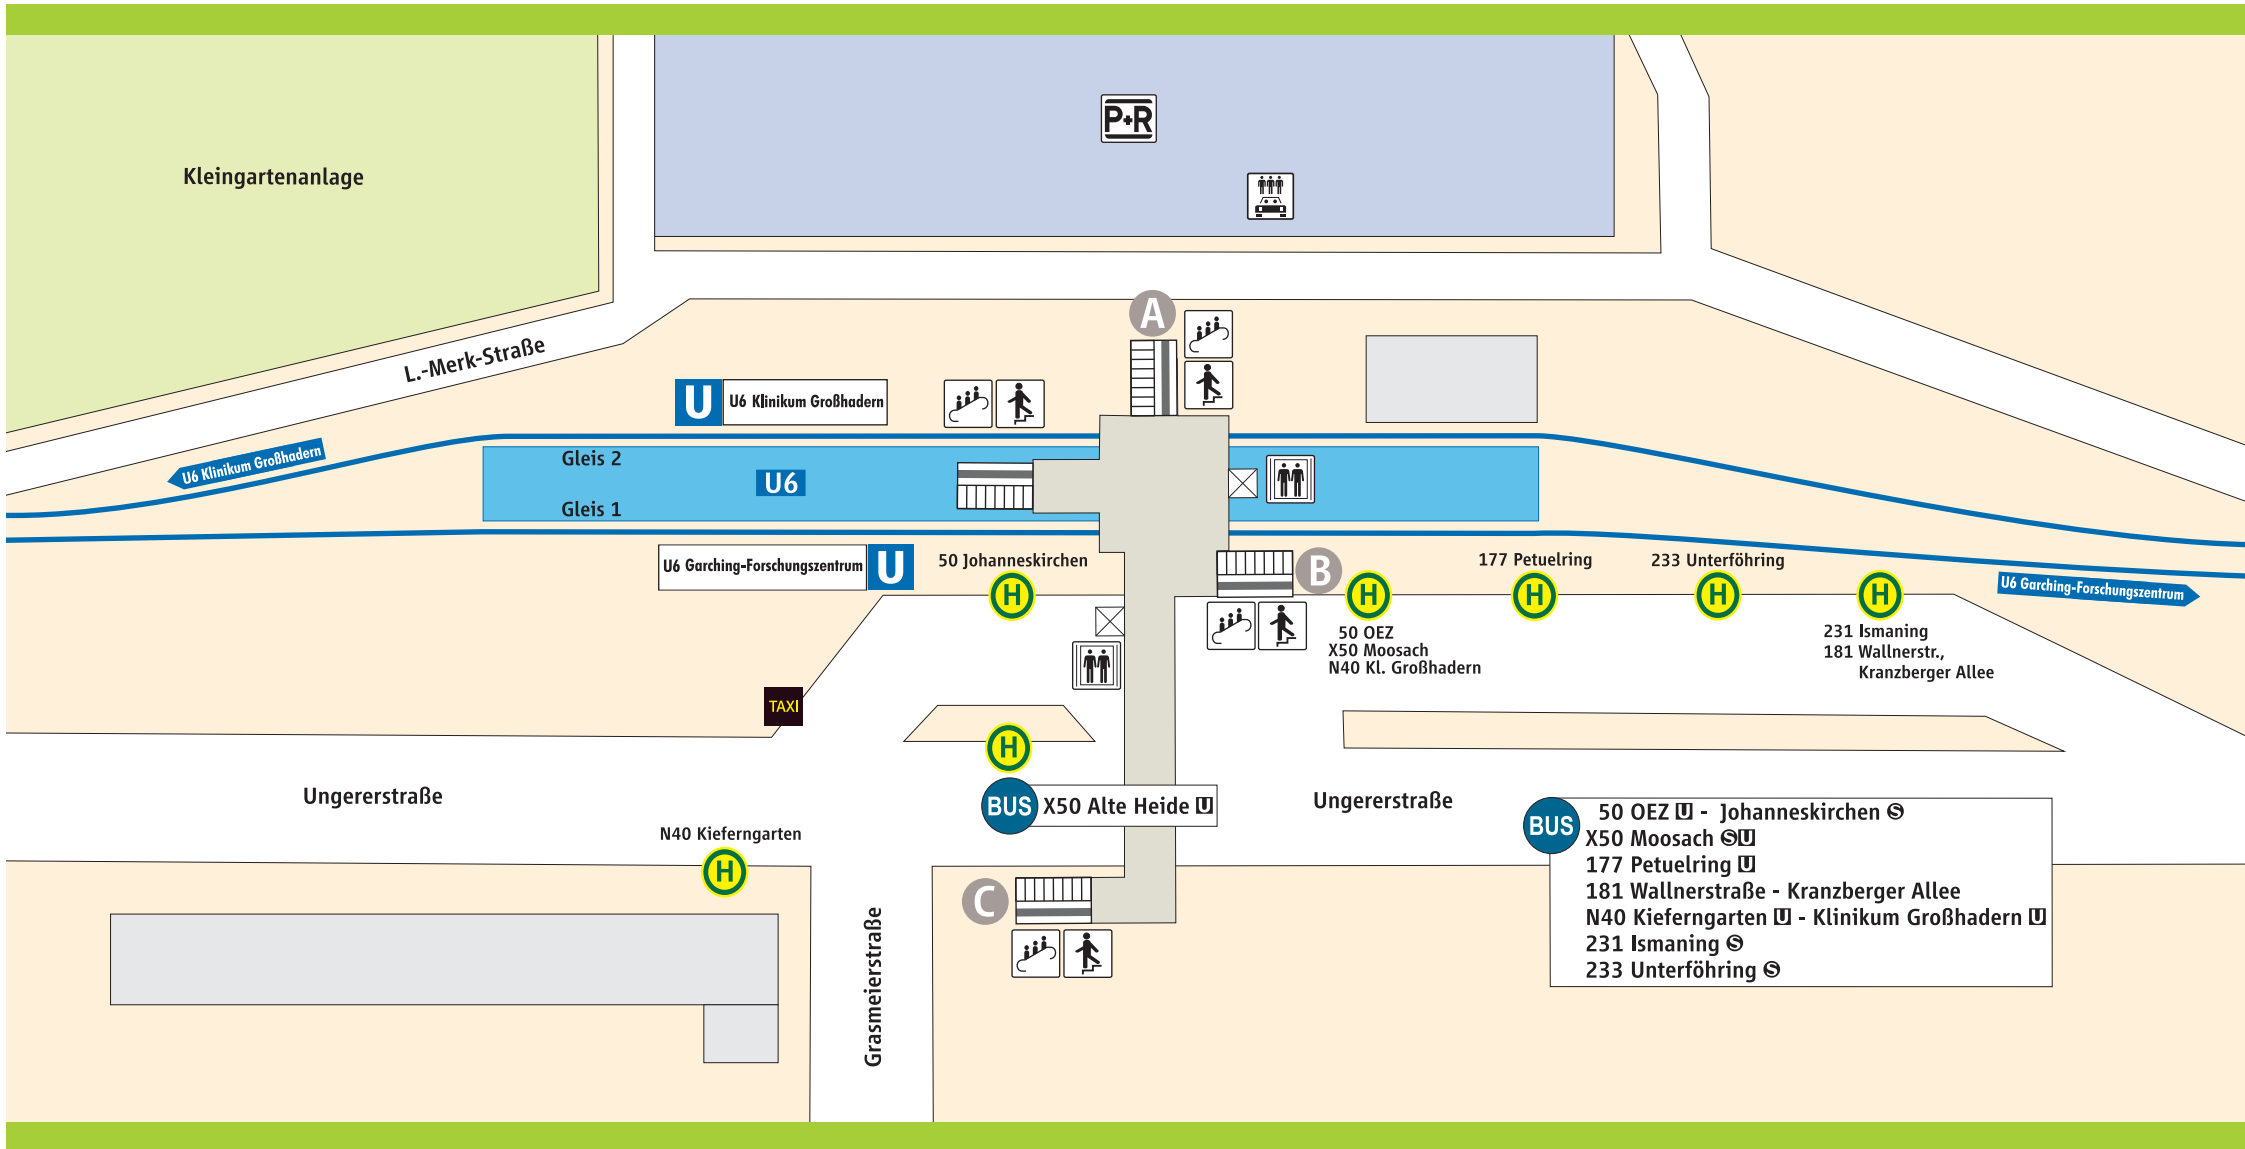 P+R
Kleingartenanlage
A
L.-Merk-Straße
U U6 Klinikum Großhadern
U6 Klinikum Großhadern
Gleis 2
U6
Gleis 1
U6 Garching-Forschungszentrum U
50 Johanneskirchen
H
B
H
50 OEZ
X50 Moosach
N40 Kl. Großhadern
177 Petuelring
H
233 Unterföhring
H
H
231 Ismaning
181 Wallnerstr.,
Kranzberger Allee
U6 Garching-Forschungszentrum
TAXI
H
BUS X50 Alte Heide U
Ungererstraße
Ungererstraße
N40 Kieferngarten
H
C
Grasmeierstraße
BUS
50 OEZ U - Johanneskirchen S
X50 Moosach S U
177 Petuelring U
181 Wallnerstraße - Kranzberger Allee
N40 Kieferngarten U - Klinikum Großhadern U
231 Ismaning S
233 Unterföhring S